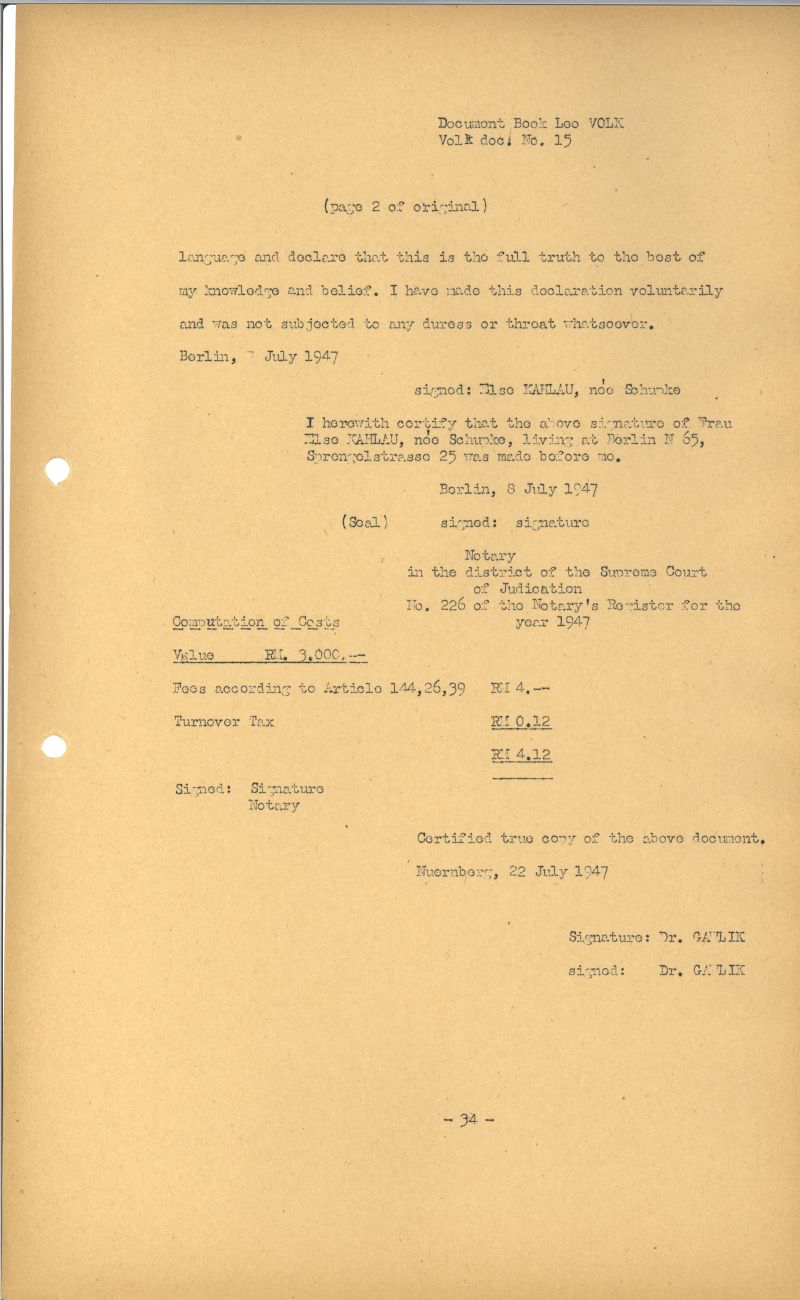 Document Book Leo VOLK
Volk doc. No. 15
(page 2 of original)
language and declare that this is the full truth to the best of
my knowledge and belief. I have made this declaration voluntarily
and was not subjected to any duress or threat whatsoever.
Berlin, July 1947
signed: Else KAHLAU, née Schunke
I herewith certify that the above signature of Frau
Else KAHLAU, née Schunke, living at Berlin N 65,
Sprengelstrasse 25 was made before me.
Berlin, 8 July 1947
(Seal) signed: signature
Notary
in the district of the Supreme Court
of Judication
No. 226 of the Notary's Register for the
year 1947
Computation of Costs
Value RM. 3.000.--
Fees according to Article 144,26,39 RM 4.--
Turnover Tax RM 0.12
RM 4.12
Signed: Signature
Notary
Certified true copy of the above document.
Nuernberg, 22 July 1947
Signature: Dr. GAWLIK
signed: Dr. GAWLIK
- 34 -